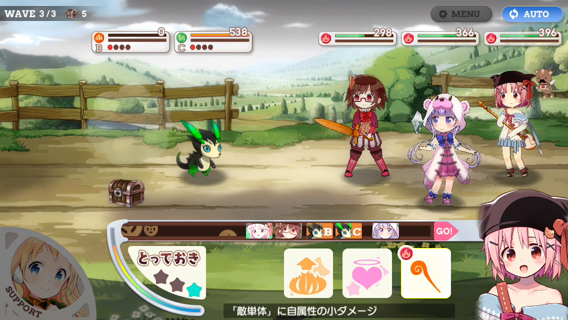 WAVE 3/3 5
MENU
AUTO
B 0
C 538
298
366
396
B
C
GO!
とっておき
SUPPORT
「敵単体」に自属性の小ダメージ